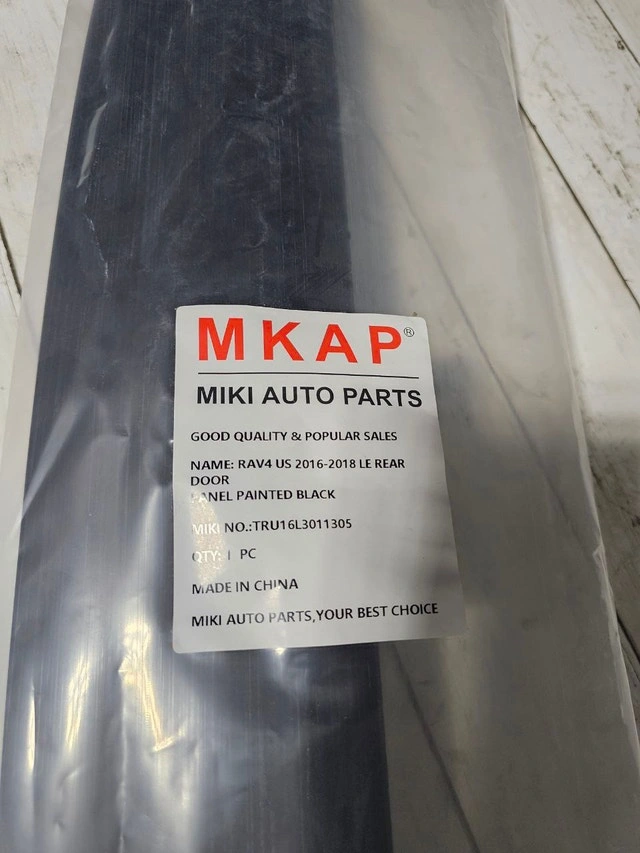 MKAP®
MIKI AUTO PARTS
GOOD QUALITY & POPULAR SALES
NAME: RAV4 US 2016-2018 LE REAR
DOOR
PANEL PAINTED BLACK
MIKI NO.:TRU16L3011305
QTY: 1 PC
MADE IN CHINA
MIKI AUTO PARTS,YOUR BEST CHOICE